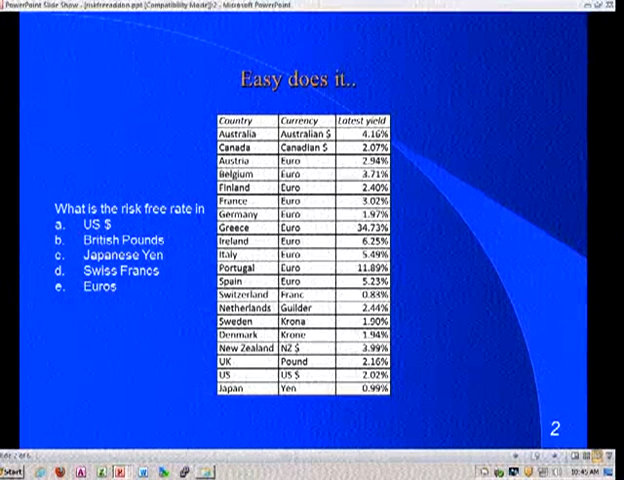 PowerPoint Slide Show - [riskfreeaddon.ppt [Compatibility Mode]] - Microsoft PowerPoint
Easy does it..
What is the risk free rate in
a. US $
b. British Pounds
c. Japanese Yen
d. Swiss Francs
e. Euros
Country Currency Latest yield
Australia Australian $ 4.16%
Canada Canadian $ 2.07%
Austria Euro 2.94%
Belgium Euro 3.71%
Finland Euro 2.40%
France Euro 3.02%
Germany Euro 1.97%
Greece Euro 34.73%
Ireland Euro 6.25%
Italy Euro 5.49%
Portugal Euro 11.89%
Spain Euro 5.23%
Switzerland Franc 0.83%
Netherlands Guilder 2.44%
Sweden Krona 1.90%
Denmark Krone 1.94%
New Zealand NZ $ 3.99%
UK Pound 2.16%
US US $ 2.02%
Japan Yen 0.99%
2
Start
10:45 AM